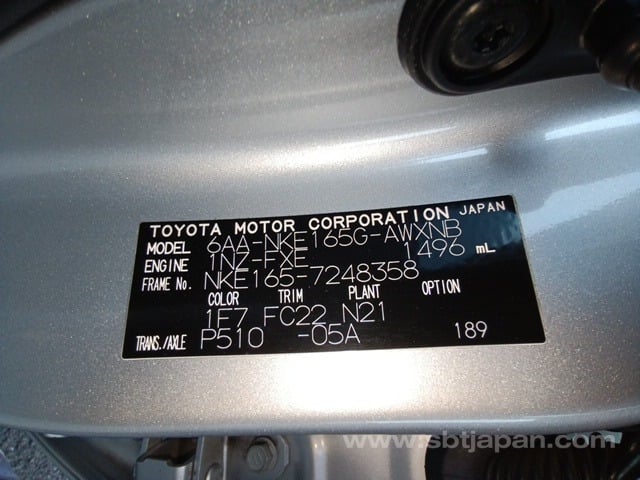 TOYOTA MOTOR CORPORATION JAPAN
MODEL 6AA-NKE165G-AWXNB
ENGINE 1NZ-FXE 1496 mL
FRAME No. NKE165-7248358
COLOR TRIM PLANT OPTION
1F7 FC22 N21
TRANS./AXLE P510 -05A 189
www.sbtjapan.com